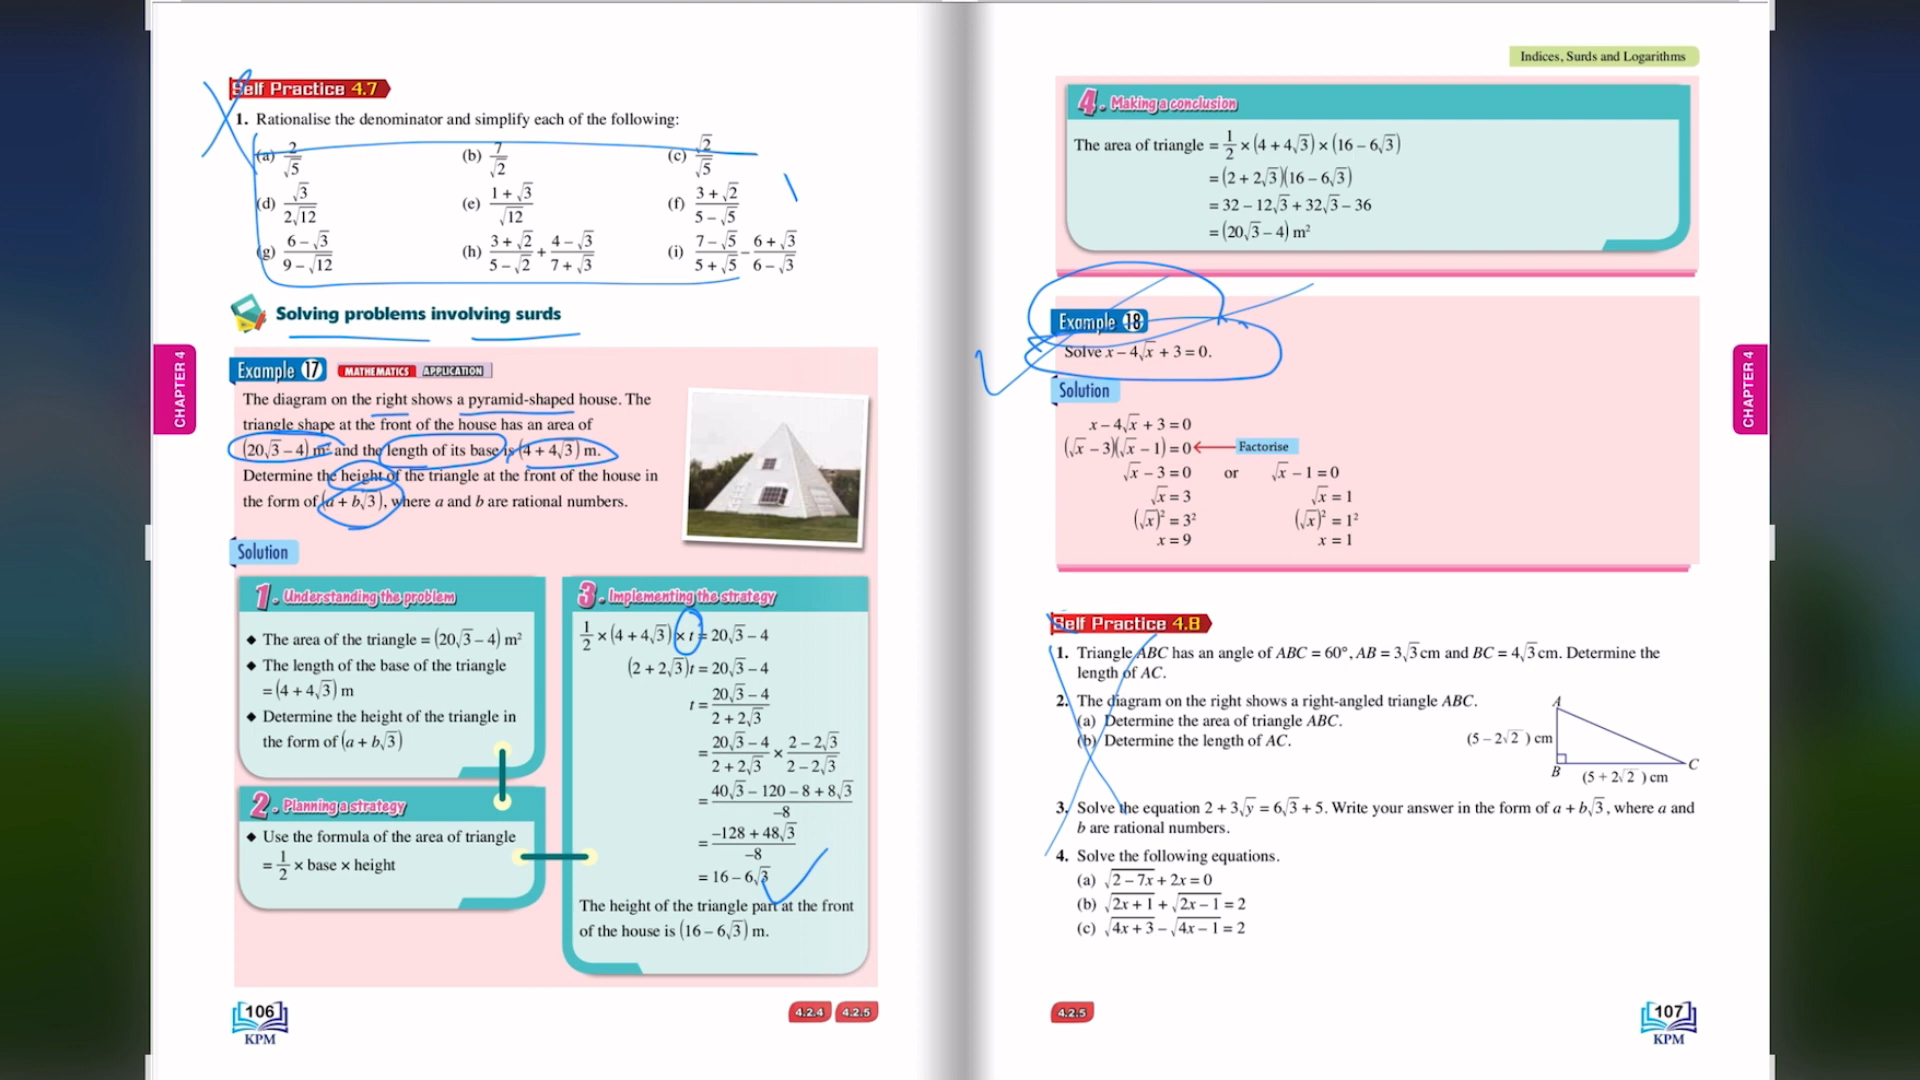 Self Practice 4.7
1. Rationalise the denominator and simplify each of the following:
(a) 2/√5 (b) 7/√2 (c) √2/√5
(d) √3/2√12 (e) 1 + √3/√12 (f) 3 + √2/5 − √5
(g) 6 − √3/9 − √12 (h) 3 + √2/5 − √2 + 4 − √3/7 + √3 (i) 7 − √5/5 + √5 − 6 + √3/6 − √3
Solving problems involving surds
CHAPTER 4
Example 17 MATHEMATICS APPLICATION
The diagram on the right shows a pyramid-shaped house. The
triangle shape at the front of the house has an area of
(20√3 − 4) m² and the length of its base is (4 + 4√3) m.
Determine the height of the triangle at the front of the house in
the form of (a + b√3), where a and b are rational numbers.
Solution
1. Understanding the problem
◆ The area of the triangle = (20√3 − 4) m²
◆ The length of the base of the triangle
= (4 + 4√3) m
◆ Determine the height of the triangle in
the form of (a + b√3)
2. Planning a strategy
◆ Use the formula of the area of triangle
= 1/2 × base × height
3. Implementing the strategy
1/2 × (4 + 4√3) × t = 20√3 − 4
(2 + 2√3)t = 20√3 − 4
t = 20√3 − 4/2 + 2√3
= 20√3 − 4/2 + 2√3 × 2 − 2√3/2 − 2√3
= 40√3 − 120 − 8 + 8√3/−8
= −128 + 48√3/−8
= 16 − 6√3
The height of the triangle part at the front
of the house is (16 − 6√3) m.
106
KPM
4.2.4 4.2.5
Indices, Surds and Logarithms
4. Making a conclusion
The area of triangle = 1/2 × (4 + 4√3) × (16 − 6√3)
= (2 + 2√3)(16 − 6√3)
= 32 − 12√3 + 32√3 − 36
= (20√3 − 4) m²
Example 18
Solve x − 4√x + 3 = 0.
Solution
x − 4√x + 3 = 0
(√x − 3)(√x − 1) = 0 Factorise
√x − 3 = 0 or √x − 1 = 0
√x = 3 √x = 1
(√x)² = 3² (√x)² = 1²
x = 9 x = 1
CHAPTER 4
Self Practice 4.8
1. Triangle ABC has an angle of ABC = 60°, AB = 3√3 cm and BC = 4√3 cm. Determine the
length of AC.
2. The diagram on the right shows a right-angled triangle ABC.
(a) Determine the area of triangle ABC.
(b) Determine the length of AC.
A
(5 − 2√2 ) cm
B
C
(5 + 2√2 ) cm
3. Solve the equation 2 + 3√y = 6√3 + 5. Write your answer in the form of a + b√3, where a and
b are rational numbers.
4. Solve the following equations.
(a) √2 − 7x + 2x = 0
(b) √2x + 1 + √2x − 1 = 2
(c) √4x + 3 − √4x − 1 = 2
4.2.5
107
KPM